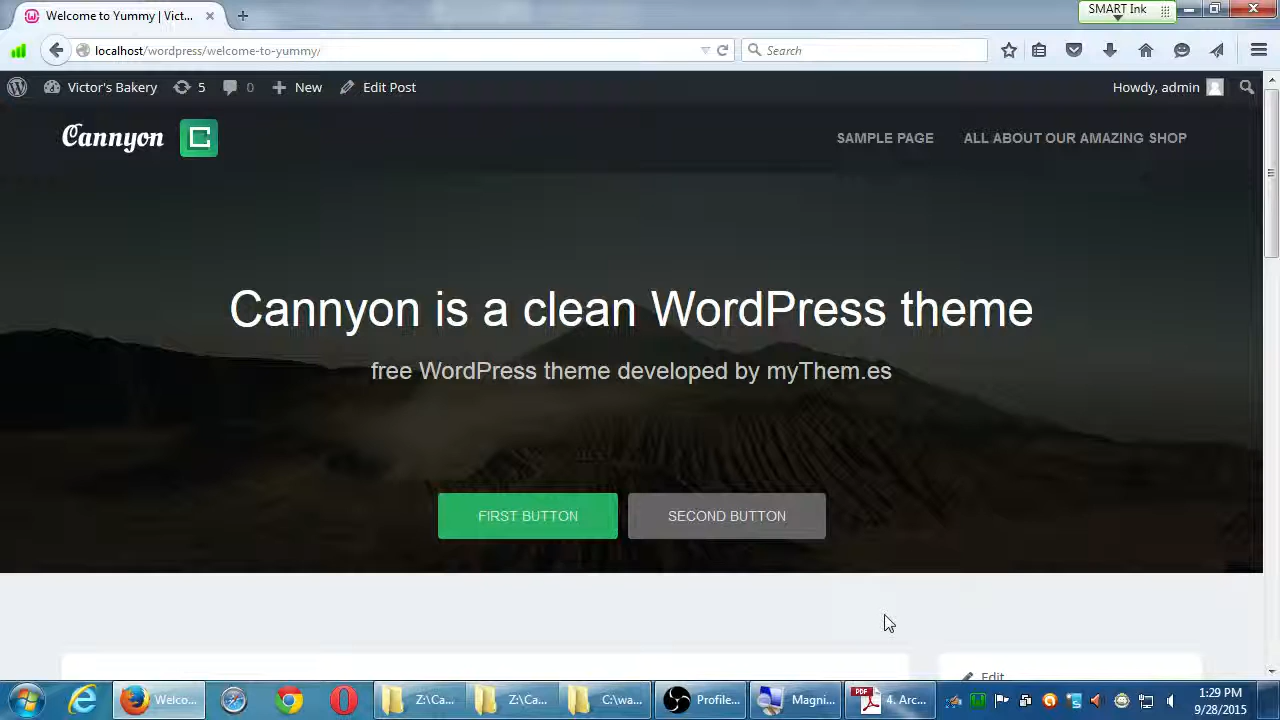 Welcome to Yummy | Vict...
SMART Ink
localhost/wordpress/welcome-to-yummy/
Search
Victor's Bakery
5
0
New
Edit Post
Howdy, admin
Cannyon
SAMPLE PAGE
ALL ABOUT OUR AMAZING SHOP
Cannyon is a clean WordPress theme
free WordPress theme developed by myThem.es
FIRST BUTTON
SECOND BUTTON
Edit
Welco...
Z:\Ca...
Z:\Ca...
C:\wa...
Profile...
Magni...
PDF
4. Arc...
1:29 PM
9/28/2015